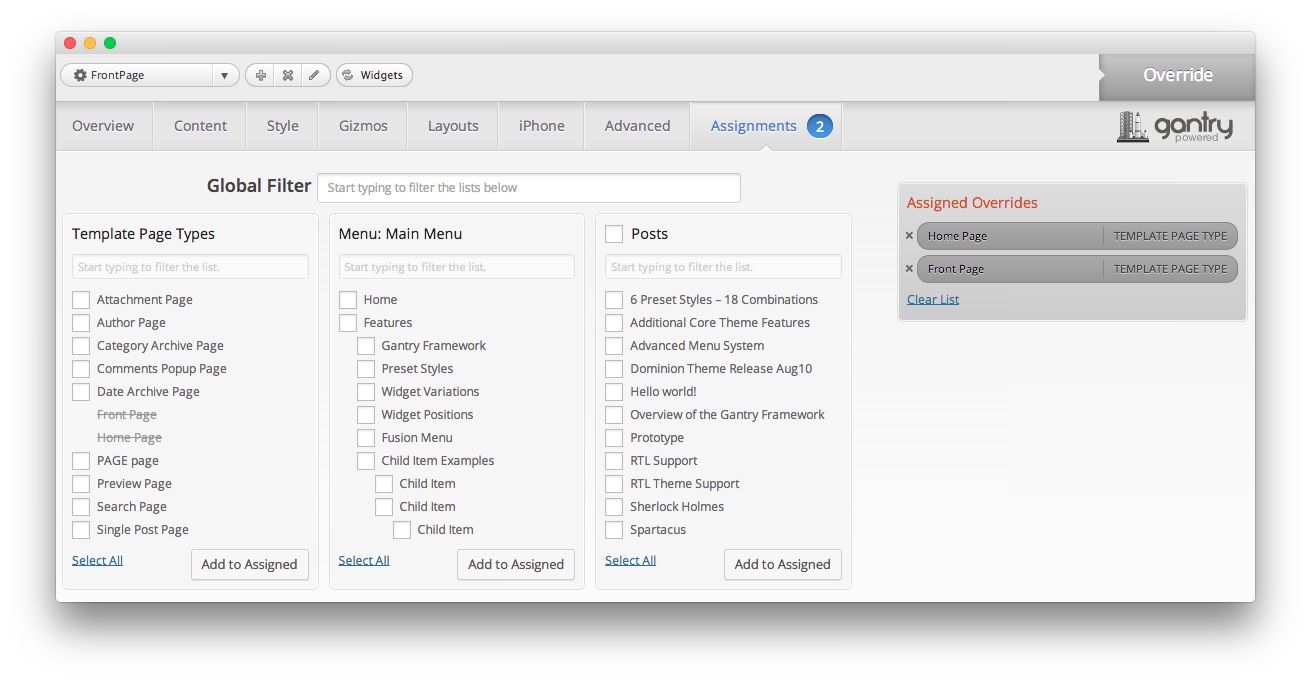 FrontPage
Widgets
Override
Overview Content Style Gizmos Layouts iPhone Advanced Assignments 2
gantry
powered
Global Filter Start typing to filter the lists below
Template Page Types
Start typing to filter the list.
Attachment Page
Author Page
Category Archive Page
Comments Popup Page
Date Archive Page
Front Page
Home Page
PAGE page
Preview Page
Search Page
Single Post Page
Select All Add to Assigned
Menu: Main Menu
Start typing to filter the list.
Home
Features
Gantry Framework
Preset Styles
Widget Variations
Widget Positions
Fusion Menu
Child Item Examples
Child Item
Child Item
Child Item
Select All Add to Assigned
Posts
Start typing to filter the list.
6 Preset Styles – 18 Combinations
Additional Core Theme Features
Advanced Menu System
Dominion Theme Release Aug10
Hello world!
Overview of the Gantry Framework
Prototype
RTL Support
RTL Theme Support
Sherlock Holmes
Spartacus
Select All Add to Assigned
Assigned Overrides
Home Page TEMPLATE PAGE TYPE
Front Page TEMPLATE PAGE TYPE
Clear List